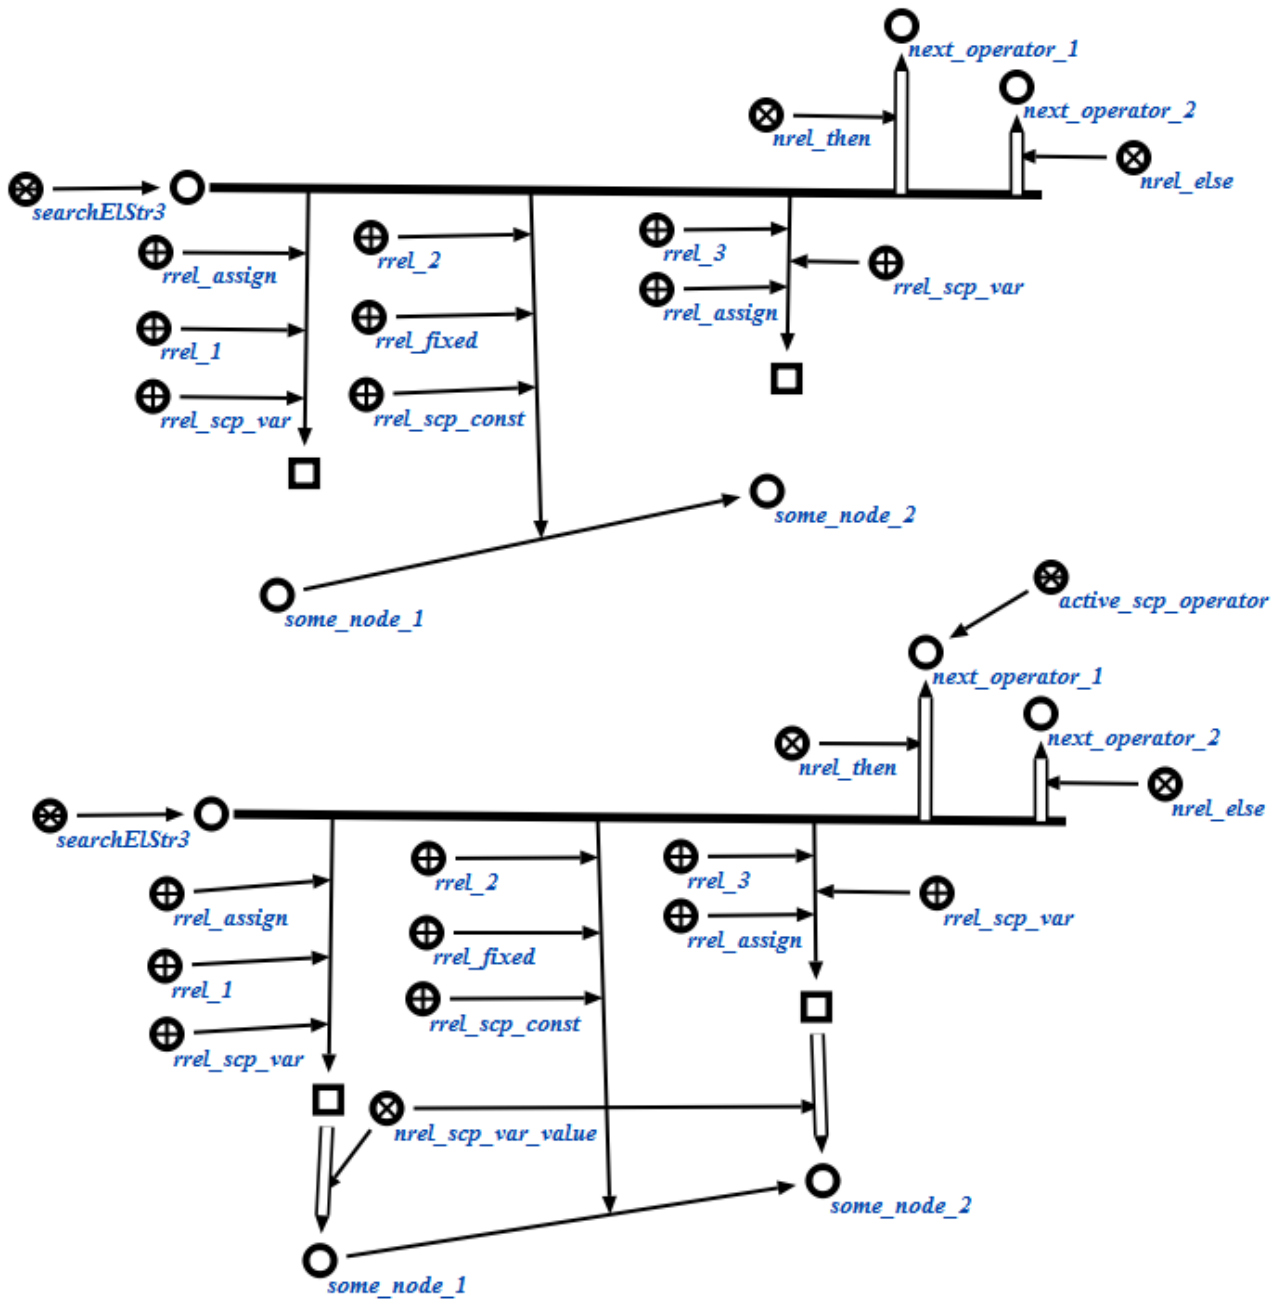 next_operator_1
next_operator_2
nrel_then
nrel_else
searchElStr3
rrel_assign
rrel_2
rrel_3
rrel_scp_var
rrel_1
rrel_fixed
rrel_assign
rrel_scp_var
rrel_scp_const
some_node_2
some_node_1
active_scp_operator
next_operator_1
next_operator_2
nrel_then
nrel_else
searchElStr3
rrel_2
rrel_3
rrel_assign
rrel_scp_var
rrel_fixed
rrel_assign
rrel_1
rrel_scp_const
rrel_scp_var
nrel_scp_var_value
some_node_2
some_node_1